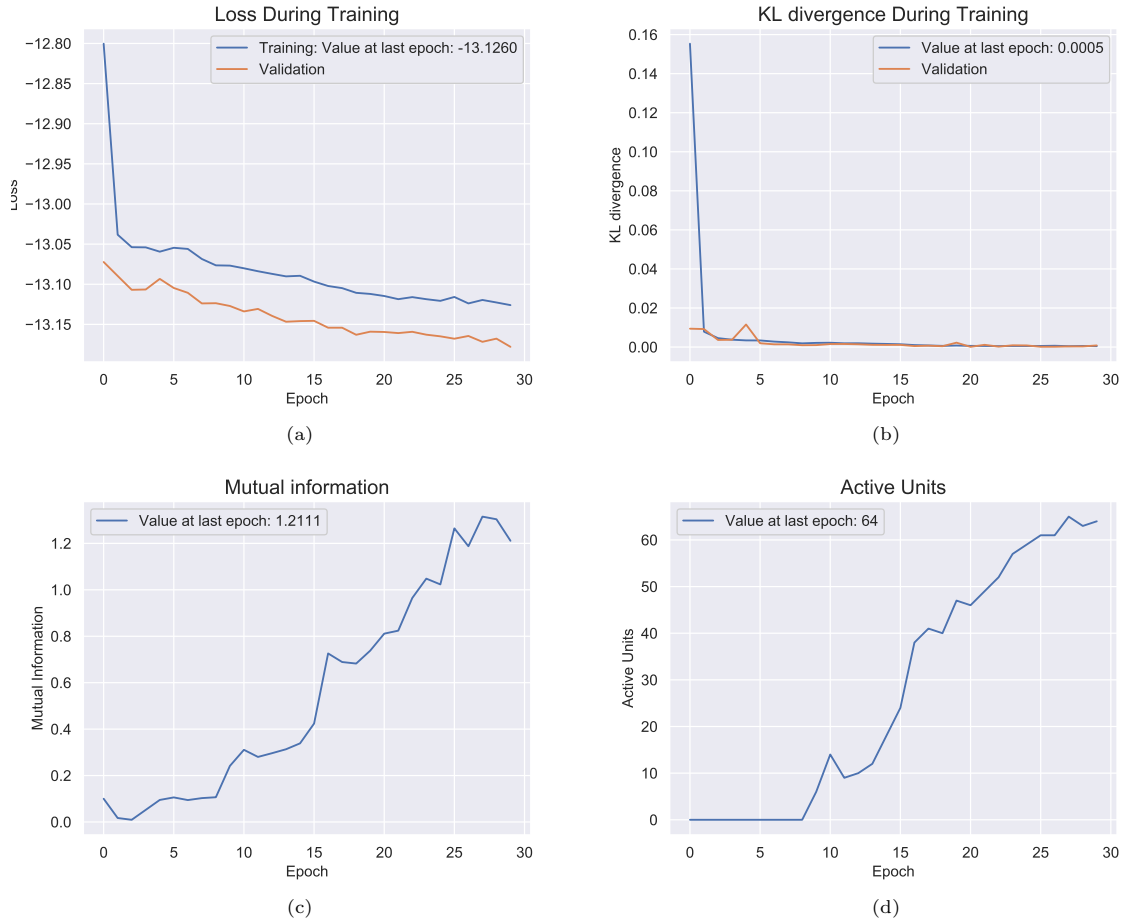 Loss During Training
Training: Value at last epoch: -13.1260
Validation
−12.80
−12.85
−12.90
−12.95
−13.00
−13.05
−13.10
−13.15
Loss
0 5 10 15 20 25 30
Epoch
(a)
KL divergence During Training
Value at last epoch: 0.0005
Validation
0.16
0.14
0.12
0.10
0.08
0.06
0.04
0.02
0.00
KL divergence
0 5 10 15 20 25 30
Epoch
(b)
Mutual information
Value at last epoch: 1.2111
1.2
1.0
0.8
0.6
0.4
0.2
0.0
Mutual Information
0 5 10 15 20 25 30
Epoch
(c)
Active Units
Value at last epoch: 64
60
50
40
30
20
10
0
Active Units
0 5 10 15 20 25 30
Epoch
(d)